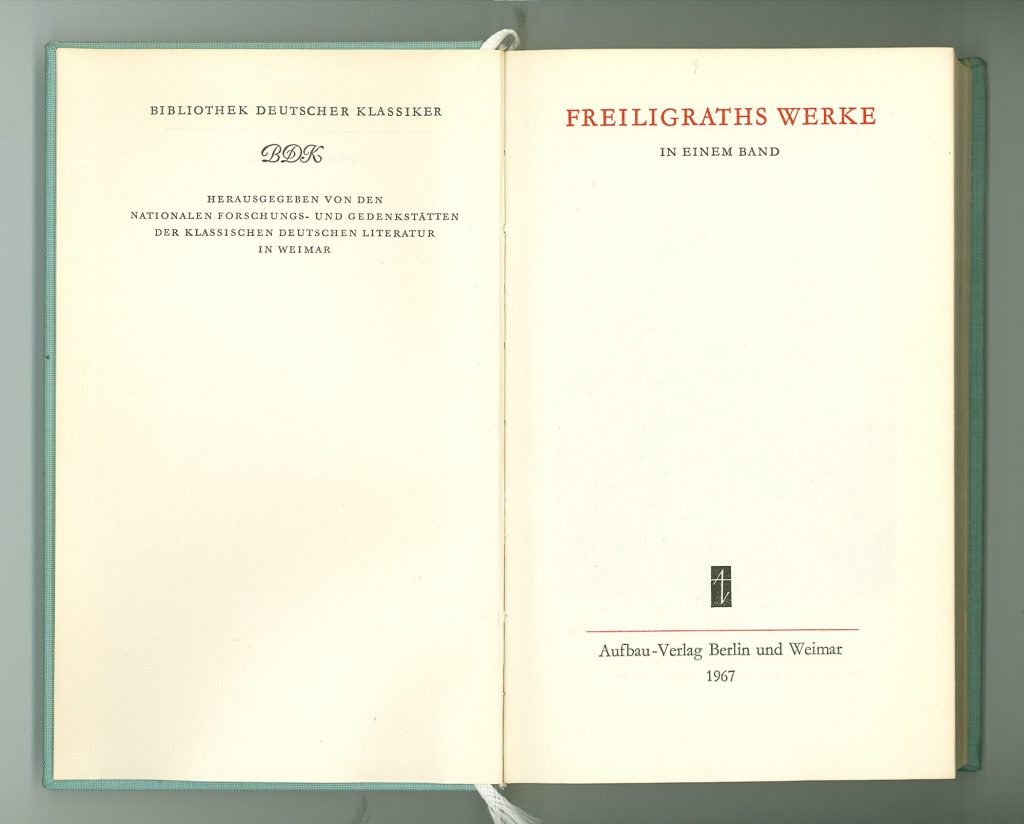 BIBLIOTHEK DEUTSCHER KLASSIKER
BDK
HERAUSGEGEBEN VON DEN
NATIONALEN FORSCHUNGS- UND GEDENKSTÄTTEN
DER KLASSISCHEN DEUTSCHEN LITERATUR
IN WEIMAR
FREILIGRATHS WERKE
IN EINEM BAND
Aufbau-Verlag Berlin und Weimar
1967